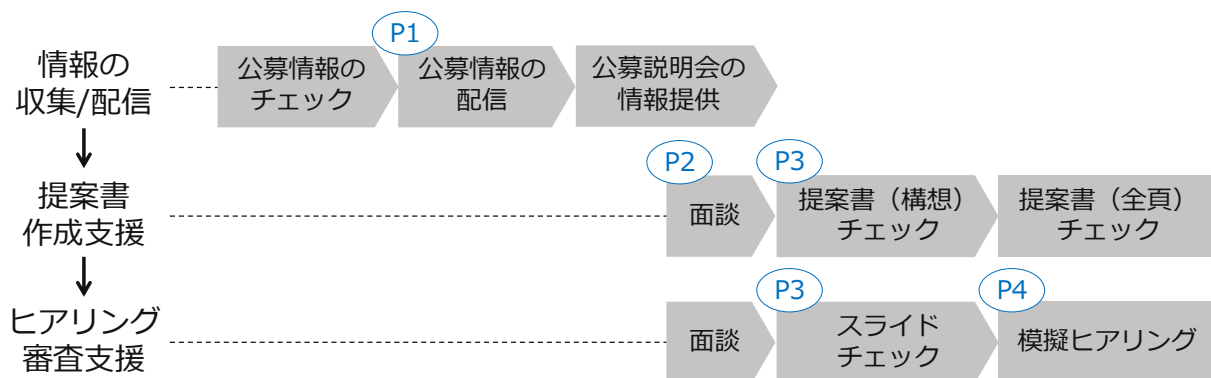 P1
情報の
収集/配信
公募情報の
チェック
公募情報の
配信
公募説明会の
情報提供
P2
P3
提案書
作成支援
面談
提案書（構想）
チェック
提案書（全頁）
チェック
P3
P4
ヒアリング
審査支援
面談
スライド
チェック
模擬ヒアリング